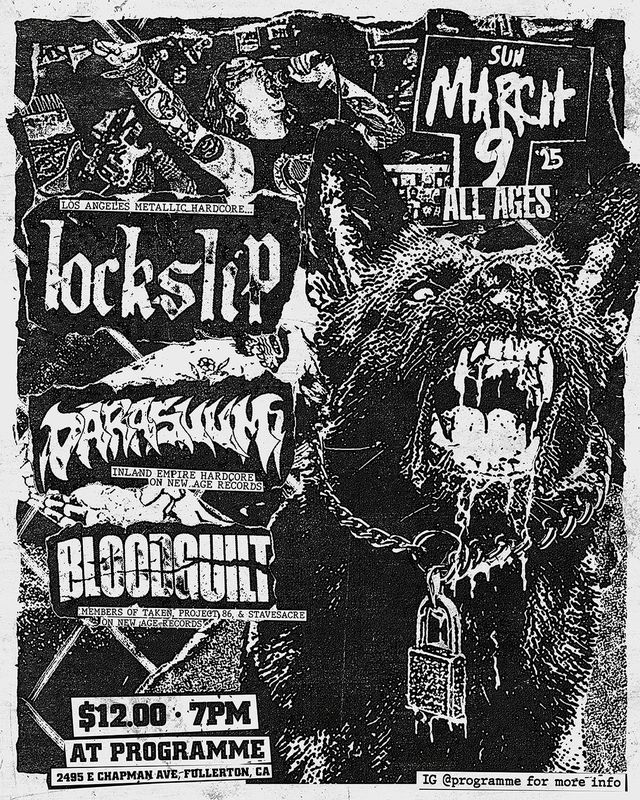 SUN
MARCH
9 '25
ALL AGES
LOS ANGELES METALLIC HARDCORE...
lockslip
INLAND EMPIRE HARDCORE
ON NEW AGE RECORDS
BLOODGUILT
MEMBERS OF TAKEN, PROJECT 86, & STAVESACRE
ON NEW AGE RECORDS
$12.00 · 7PM
AT PROGRAMME
2495 E CHAPMAN AVE, FULLERTON, CA
IG @programme for more info